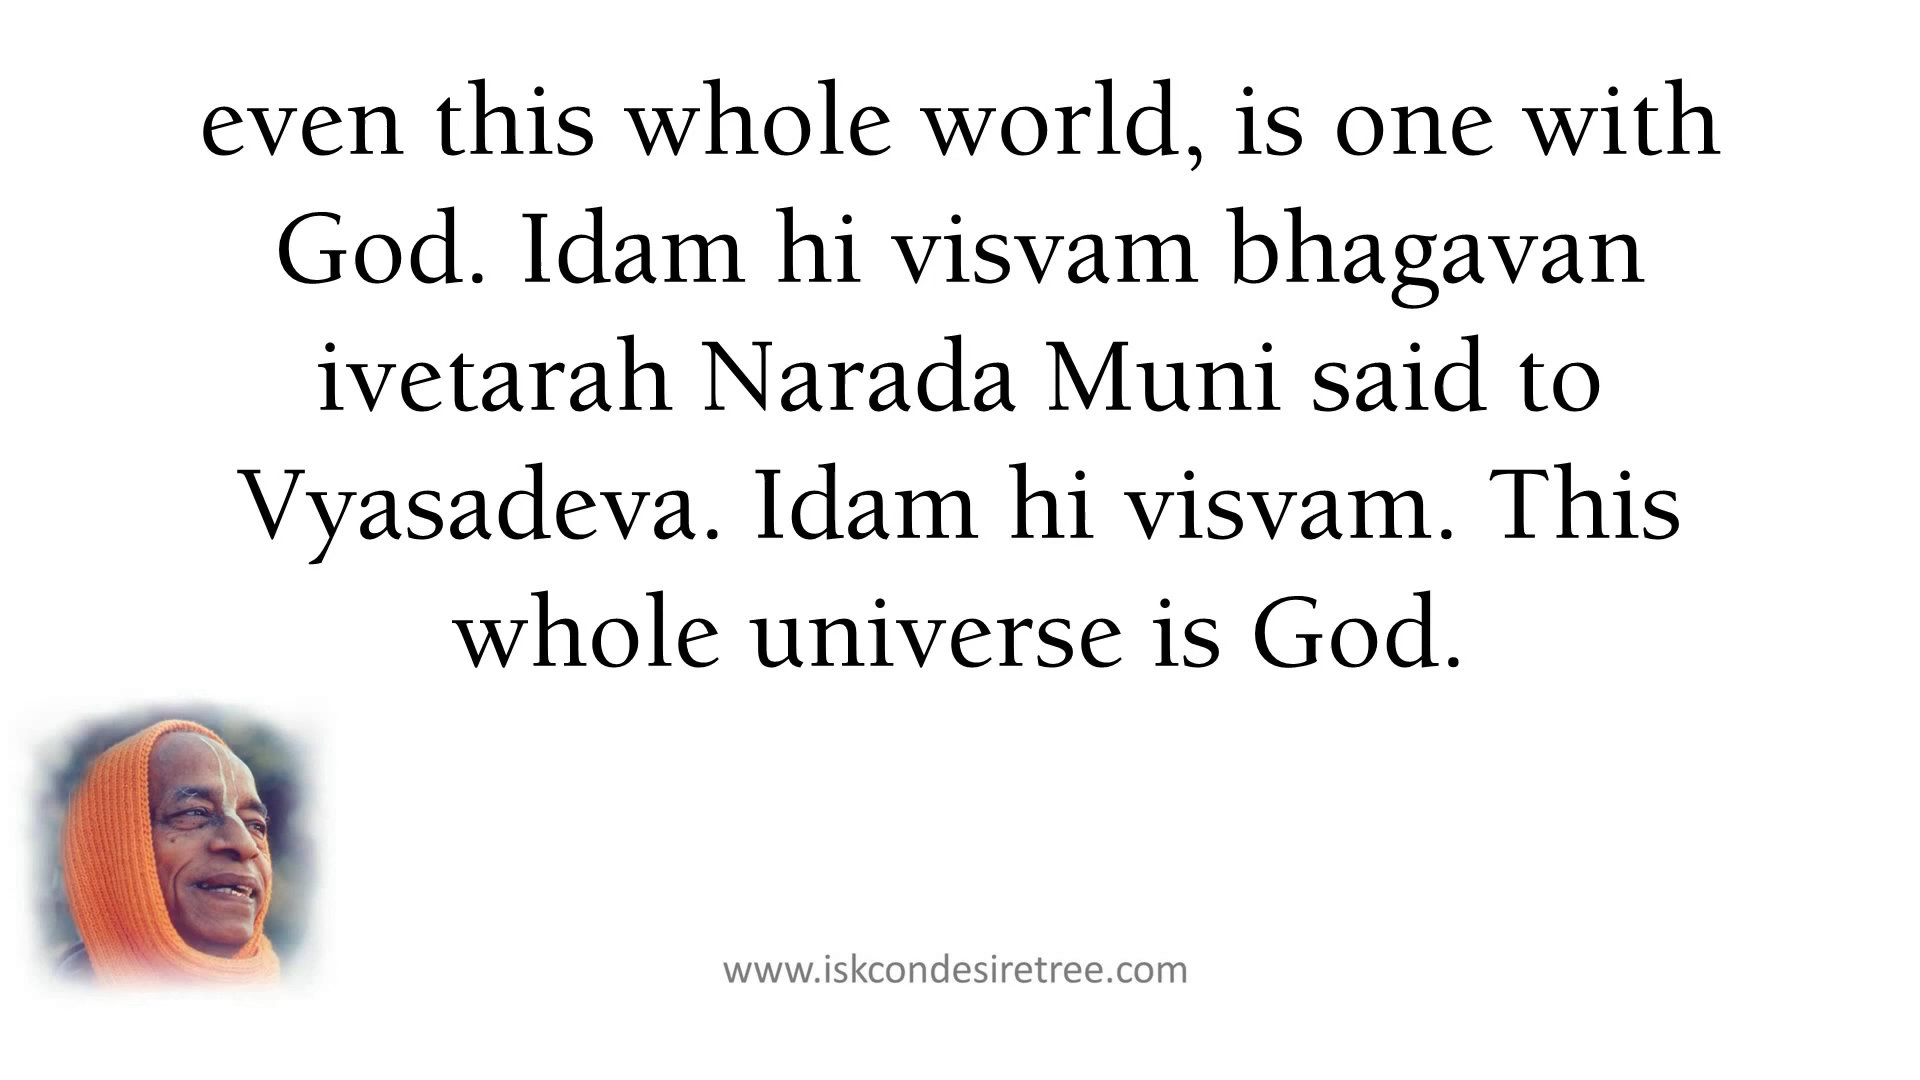 even this whole world, is one with
God. Idam hi visvam bhagavan
ivetarah Narada Muni said to
Vyasadeva. Idam hi visvam. This
whole universe is God.
www.iskcondesiretree.com